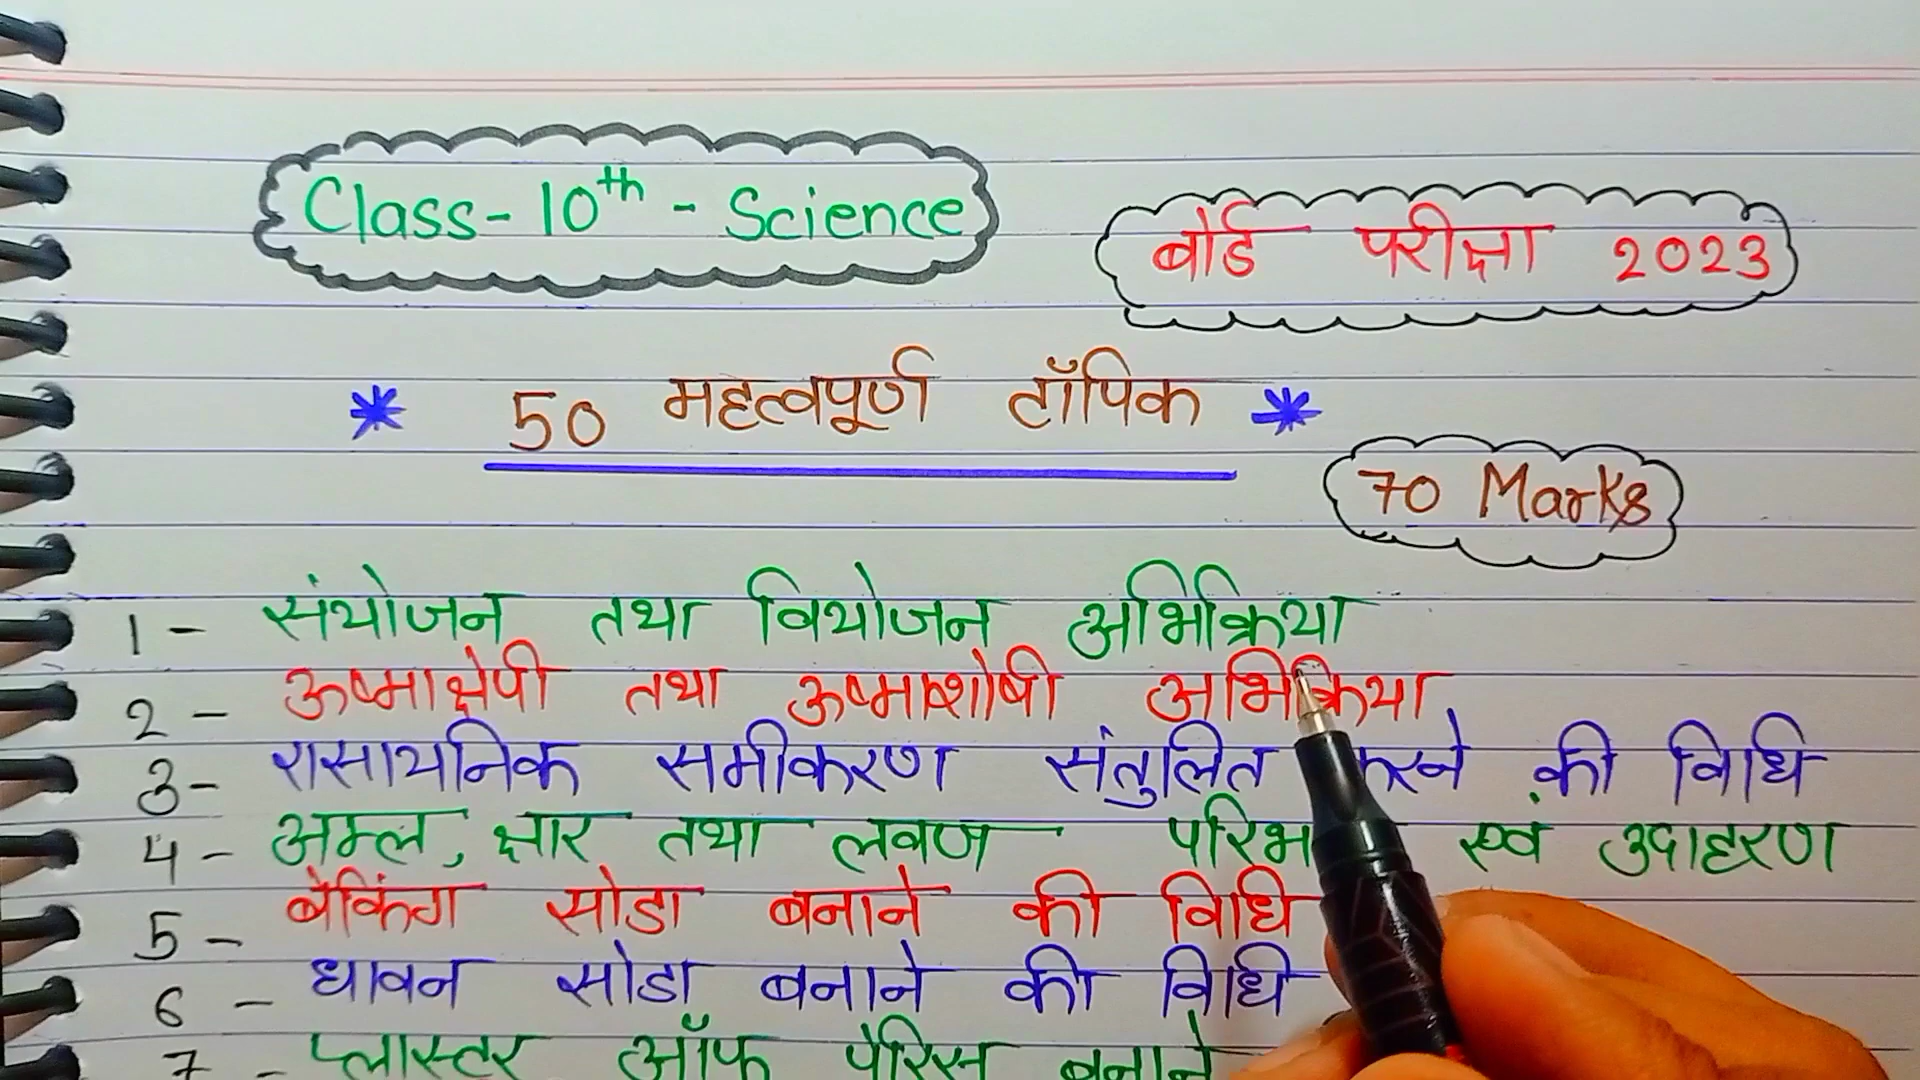 Class-10th - Science
बोर्ड परीक्षा 2023
* 50 महत्वपूर्ण टॉपिक *
70 Marks
1 - संयोजन तथा वियोजन अभिक्रिया
2 - ऊष्माक्षेपी तथा ऊष्माशोषी अभिक्रिया
3- रासायनिक समीकरण संतुलित करने की विधि
4 - अम्ल, क्षार तथा लवण एवं उदाहरण
5 - बेकिंग सोडा बनाने की विधि
6 - धावन सोडा बनाने की विधि
7 - प्लास्टर ऑफ पेरिस बनाने